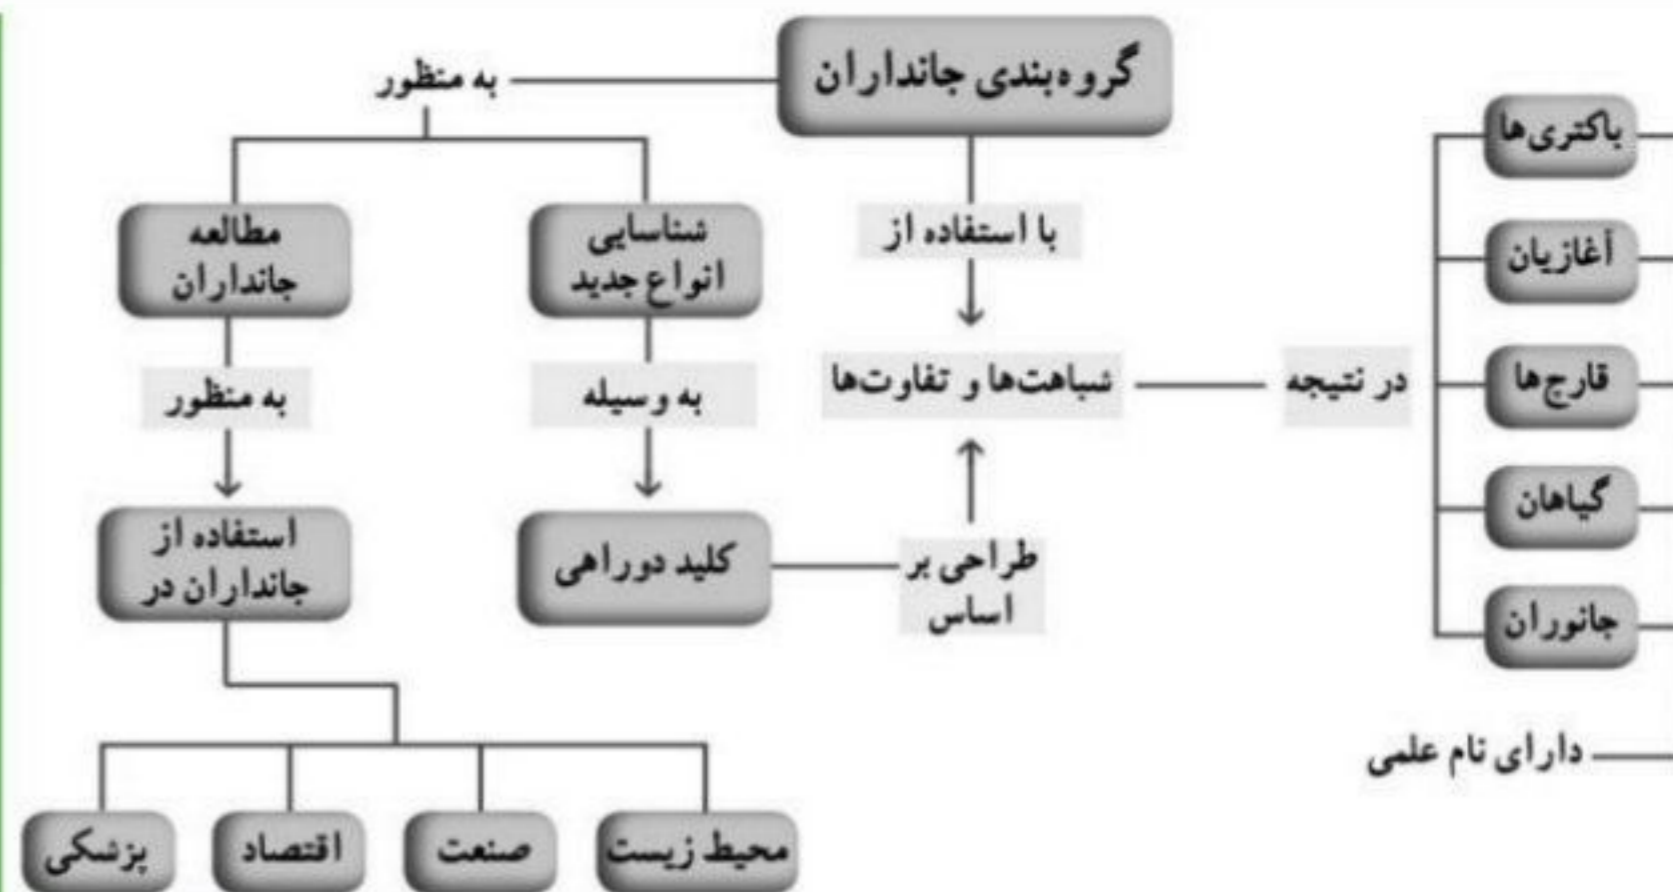 گروه‌بندی جانداران
به منظور
باکتری‌ها
با استفاده از
شناسایی
انواع جدید
مطالعه
جانداران
آغازیان
در نتیجه
شباهت‌ها و تفاوت‌ها
به وسیله
به منظور
قارچ‌ها
گیاهان
طراحی بر
اساس
کلید دوراهی
استفاده از
جانداران در
جانوران
دارای نام علمی
محیط زیست
صنعت
اقتصاد
پزشکی